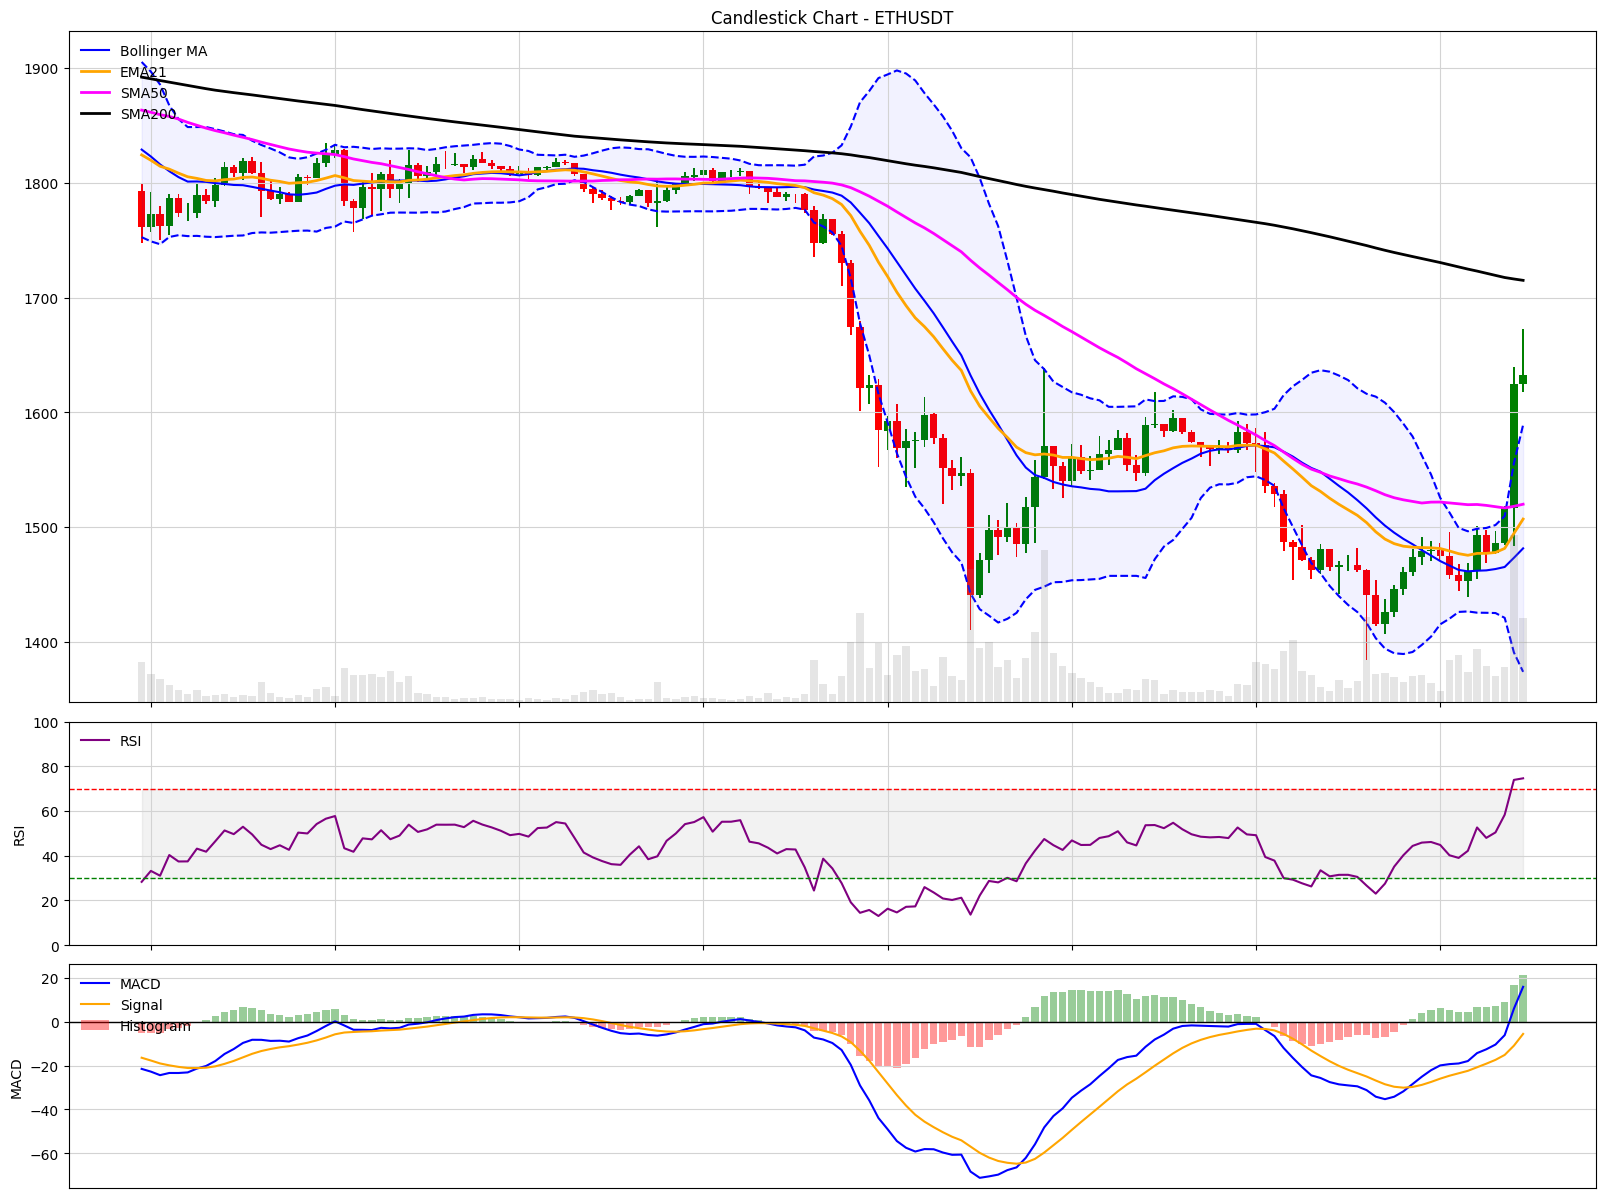 Candlestick Chart - ETHUSDT
Bollinger MA
EMA21
SMA50
SMA200
1900
1800
1700
1600
1500
1400
RSI
100
80
60
40
20
0
RSI
MACD
Signal
Histogram
20
0
−20
−40
−60
MACD